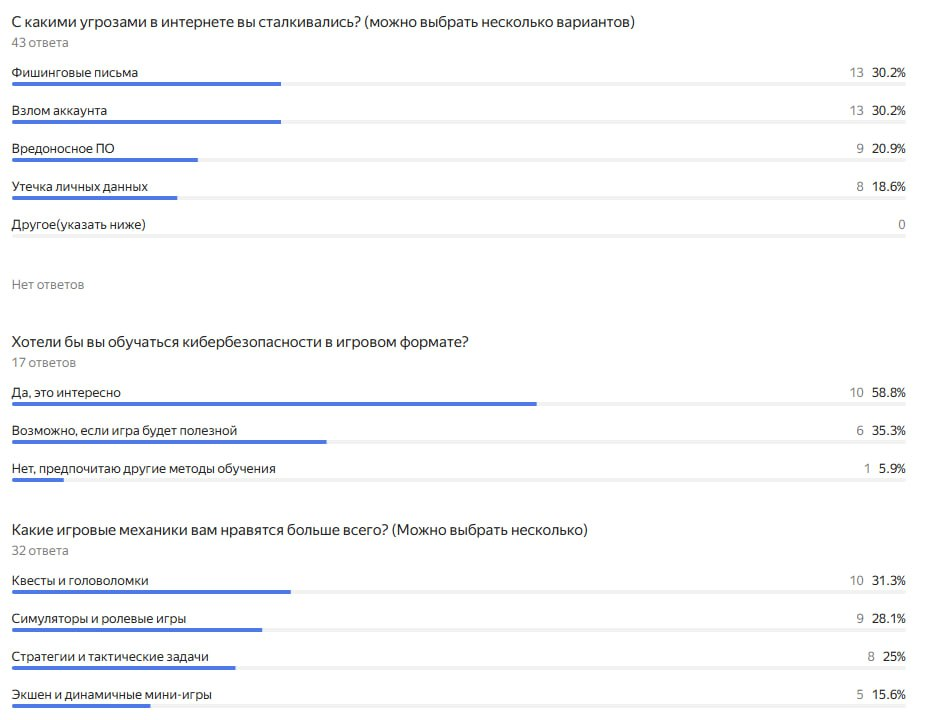 С какими угрозами в интернете вы сталкивались? (можно выбрать несколько вариантов)
43 ответа
Фишинговые письма 13 30.2%
Взлом аккаунта 13 30.2%
Вредоносное ПО 9 20.9%
Утечка личных данных 8 18.6%
Другое(указать ниже) 0
Нет ответов
Хотели бы вы обучаться кибербезопасности в игровом формате?
17 ответов
Да, это интересно 10 58.8%
Возможно, если игра будет полезной 6 35.3%
Нет, предпочитаю другие методы обучения 1 5.9%
Какие игровые механики вам нравятся больше всего? (Можно выбрать несколько)
32 ответа
Квесты и головоломки 10 31.3%
Симуляторы и ролевые игры 9 28.1%
Стратегии и тактические задачи 8 25%
Экшен и динамичные мини-игры 5 15.6%